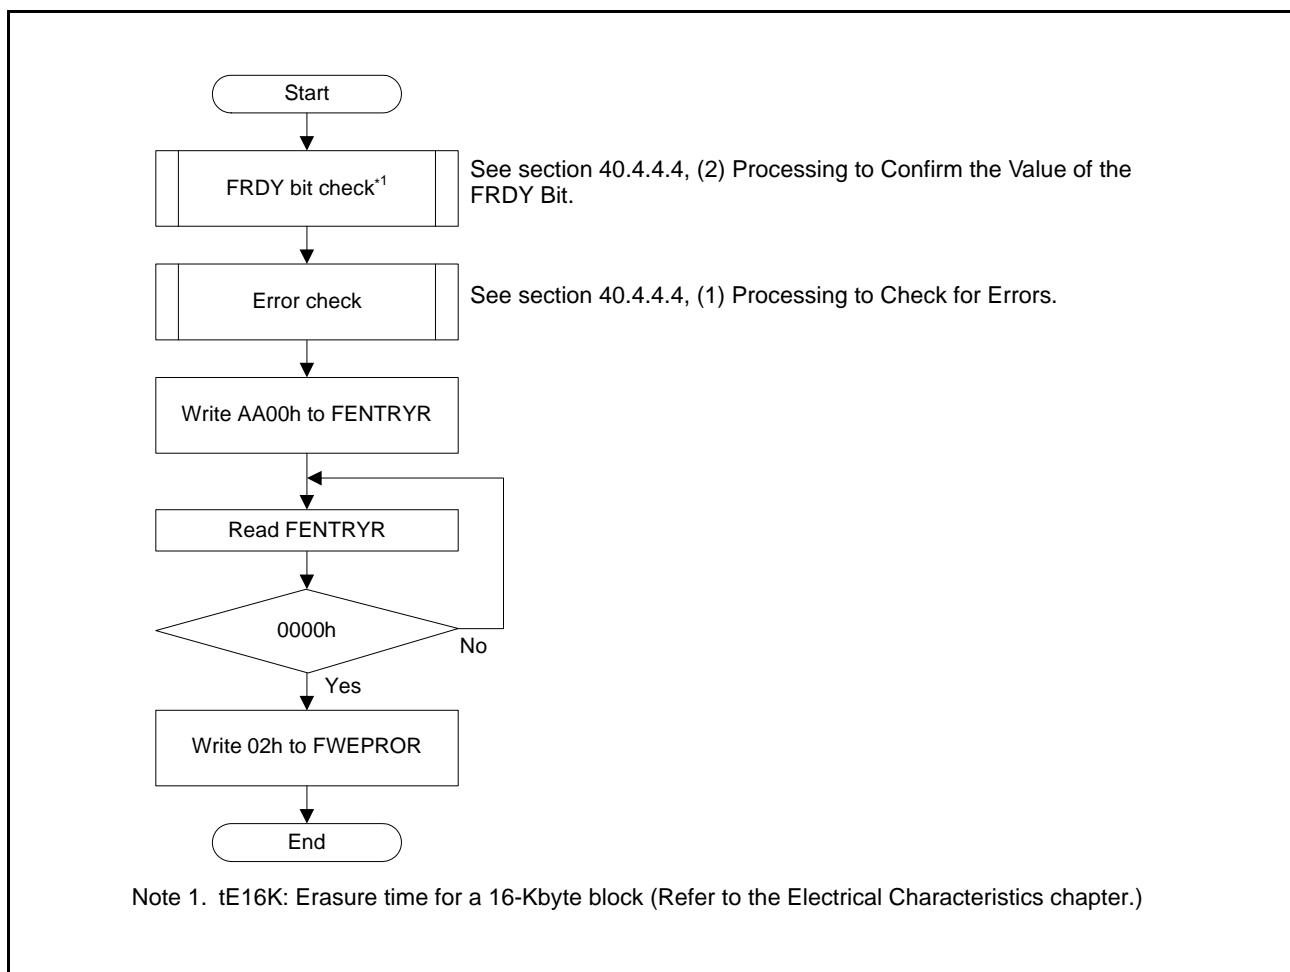 Start
FRDY bit check*1
See section 40.4.4.4, (2) Processing to Confirm the Value of the
FRDY Bit.
Error check
See section 40.4.4.4, (1) Processing to Check for Errors.
Write AA00h to FENTRYR
Read FENTRYR
0000h
No
Yes
Write 02h to FWEPROR
End
Note 1. tE16K: Erasure time for a 16-Kbyte block (Refer to the Electrical Characteristics chapter.)